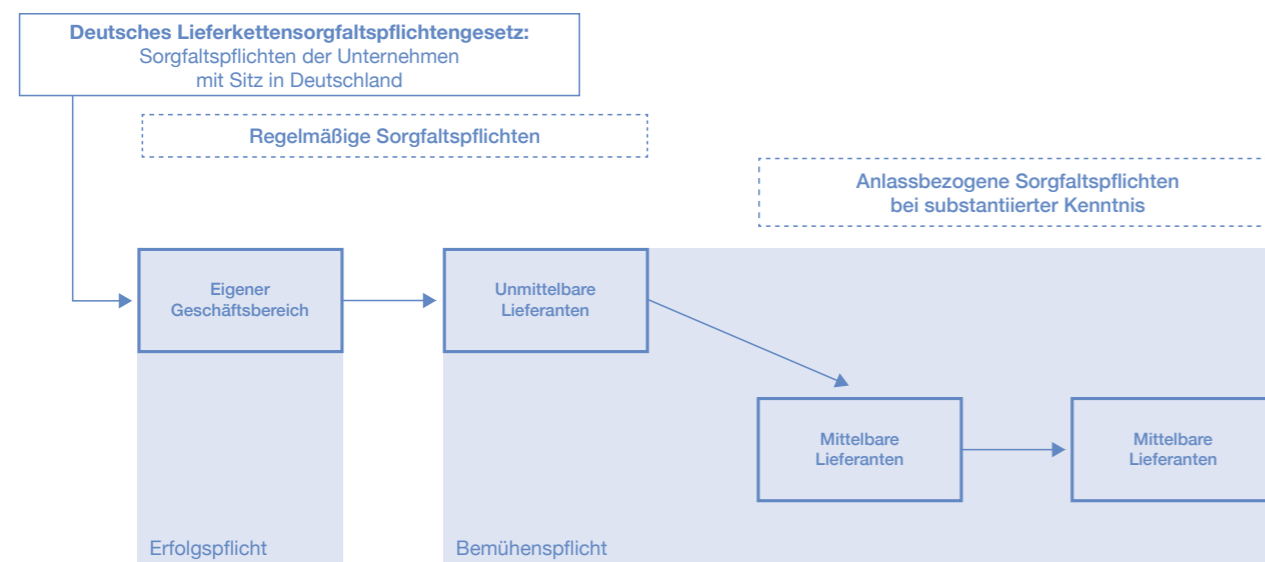 Deutsches Lieferkettensorgfaltspflichtengesetz:
Sorgfaltspflichten der Unternehmen
mit Sitz in Deutschland
Regelmäßige Sorgfaltspflichten
Anlassbezogene Sorgfaltspflichten
bei substantiierter Kenntnis
Eigener
Geschäftsbereich
Unmittelbare
Lieferanten
Mittelbare
Lieferanten
Mittelbare
Lieferanten
Erfolgspflicht
Bemühenspflicht